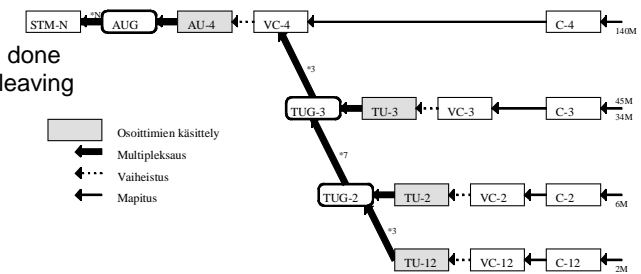 STM-N *N AUG AU-4 VC-4 C-4 140M
done
leaving
*3
TUG-3 TU-3 VC-3 C-3 45M
34M
Osoittimien käsittely
Multipleksaus
Vaiheistus
Mapitus
*7
TUG-2 TU-2 VC-2 C-2 6M
*3
TU-12 VC-12 C-12 2M